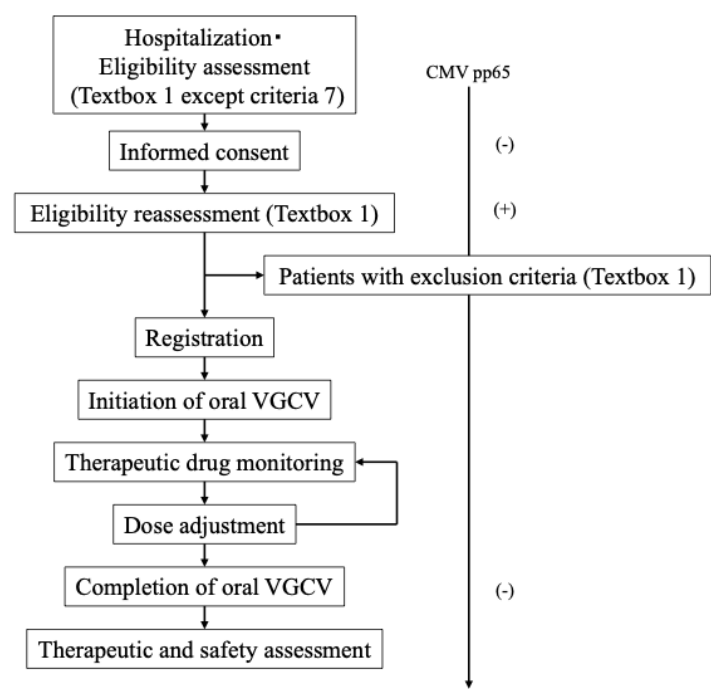 Hospitalization・
Eligibility assessment
(Textbox 1 except criteria 7)
CMV pp65
Informed consent
(-)
Eligibility reassessment (Textbox 1)
(+)
Patients with exclusion criteria (Textbox 1)
Registration
Initiation of oral VGCV
Therapeutic drug monitoring
Dose adjustment
Completion of oral VGCV
(-)
Therapeutic and safety assessment